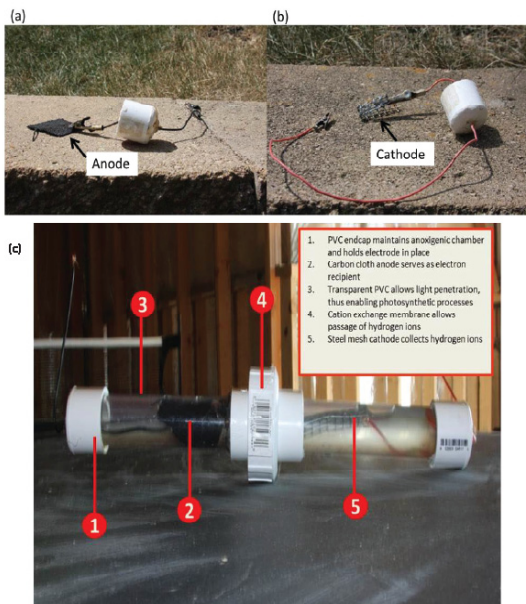 (a)
Anode
(b)
Cathode
(c)
1. PVC endcap maintains anoxigenic chamber
and holds electrode in place
2. Carbon cloth anode serves as electron
recipient
3. Transparent PVC allows light penetration,
thus enabling photosynthetic processes
4. Cation exchange membrane allows
passage of hydrogen ions
5. Steel mesh cathode collects hydrogen ions
3
4
1
2
5